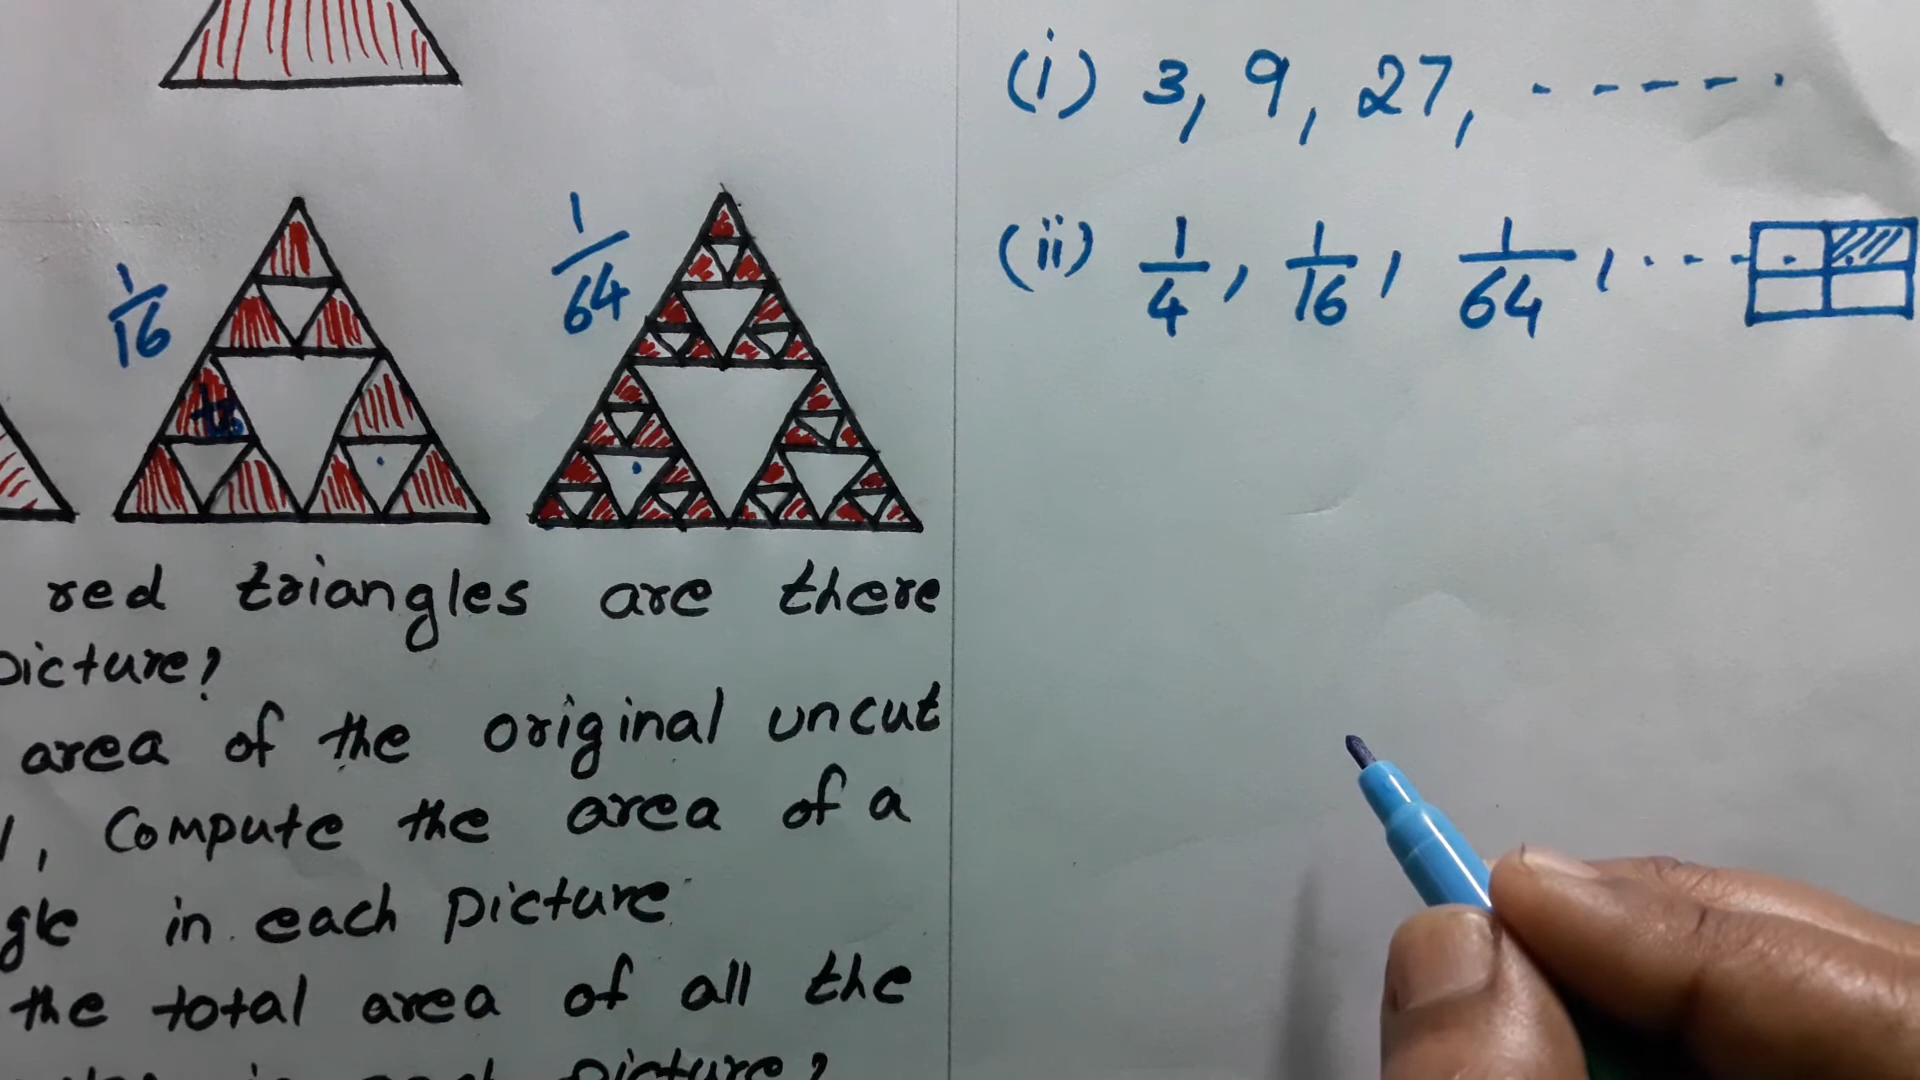 1/16
1/64
red triangles are there
picture?
area of the original uncut
1, Compute the area of a
gle in each picture
the total area of all the
picture?
(i) 3, 9, 27, ------
(ii) 1/4, 1/16, 1/64, ....